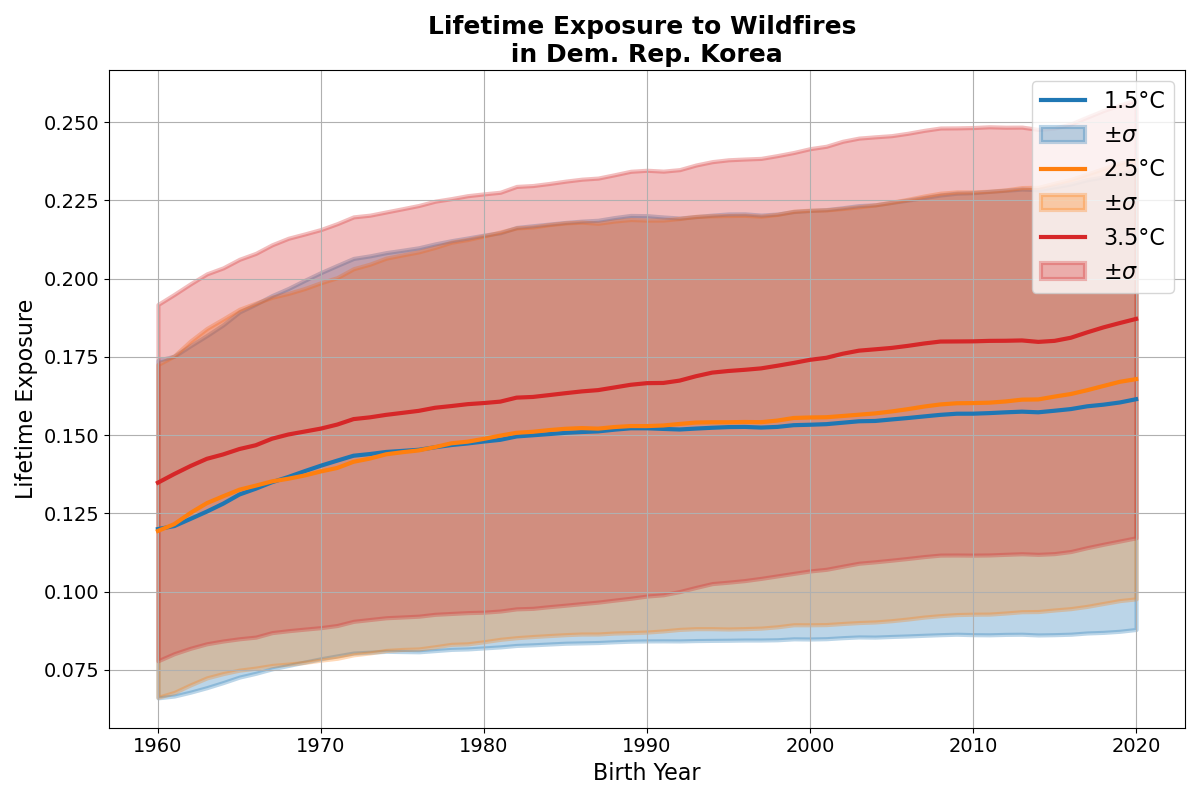 Lifetime Exposure to Wildfires
in Dem. Rep. Korea
Lifetime Exposure
0.250
0.225
0.200
0.175
0.150
0.125
0.100
0.075
1.5°C
±σ
2.5°C
±σ
3.5°C
±σ
1960 1970 1980 1990 2000 2010 2020
Birth Year